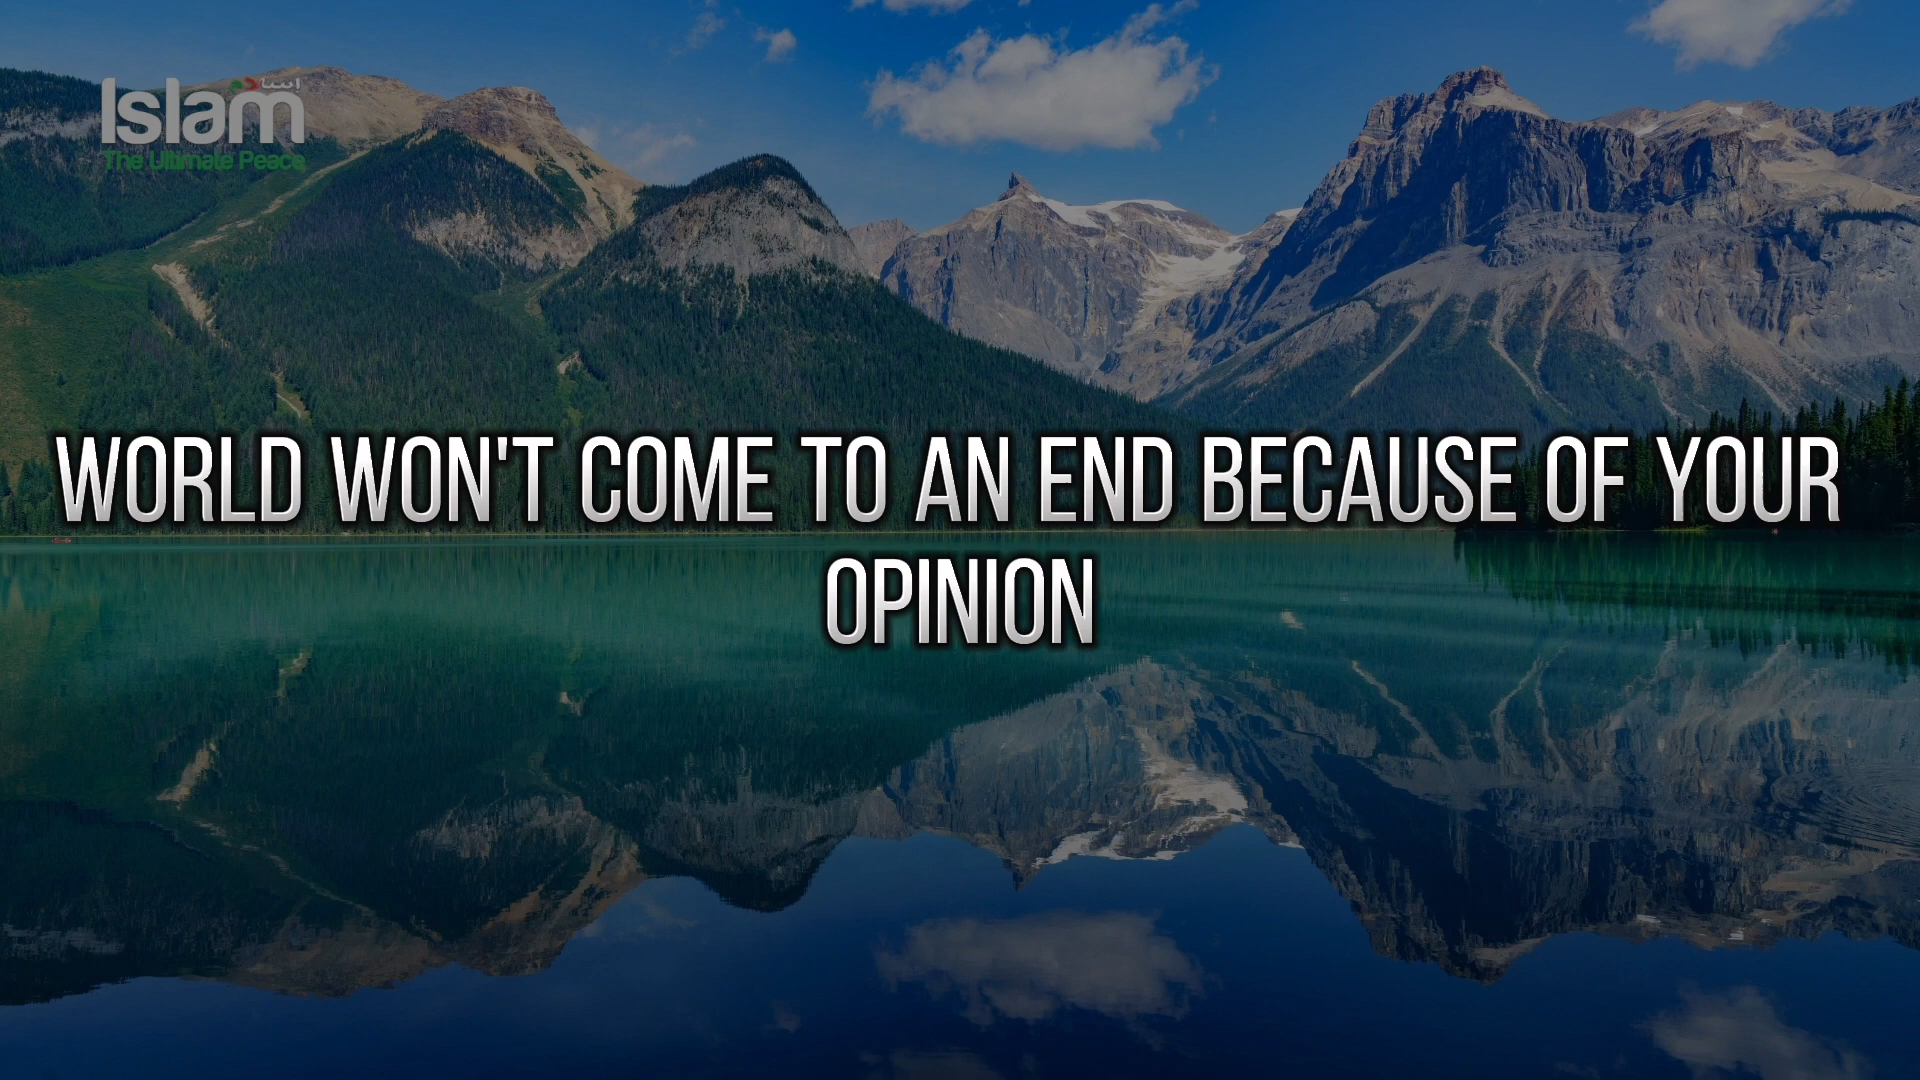 Islam
The Ultimate Peace
WORLD WON'T COME TO AN END BECAUSE OF YOUR
OPINION